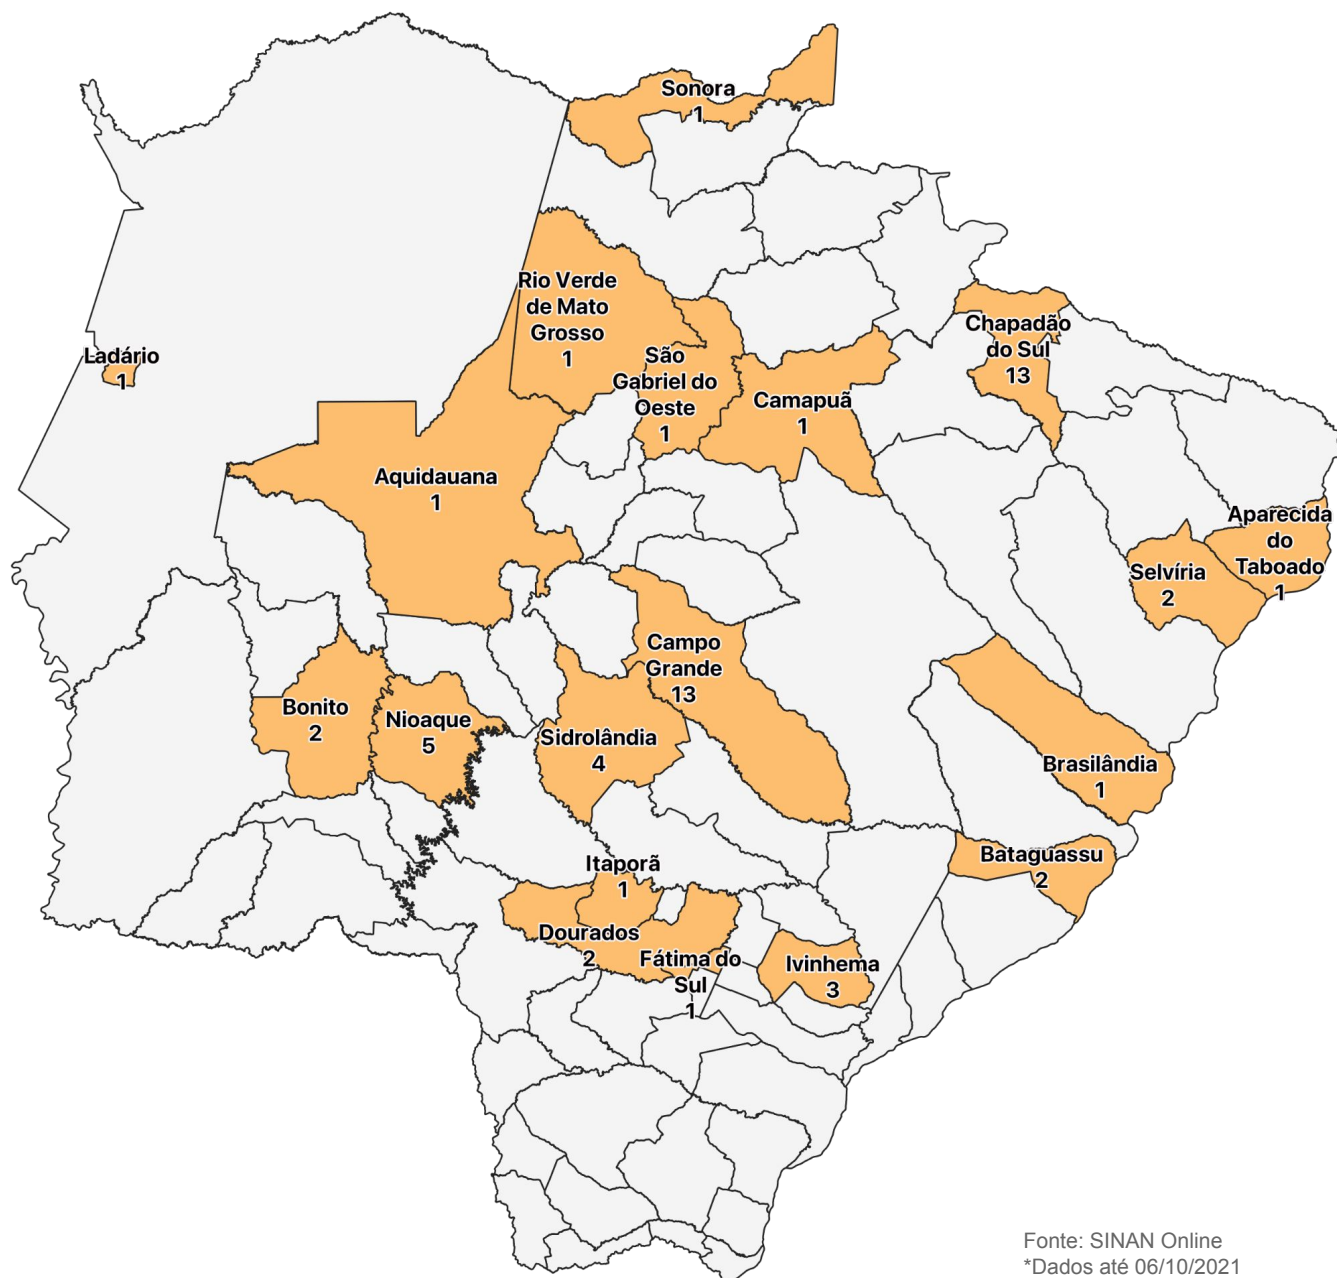 Sonora
1
Rio Verde
de Mato
Grosso
1
São
Gabriel do
Oeste
1
Chapadão
do Sul
13
Ladário
1
Camapuã
1
Aquidauana
1
Aparecida
do
Taboado
1
Selvíria
2
Campo
Grande
13
Bonito
2
Nioaque
5
Sidrolândia
4
Brasilândia
1
Itaporã
1
Bataguassu
2
Dourados
2
Fátima do
Sul
1
Ivinhema
3
Fonte: SINAN Online
*Dados até 06/10/2021